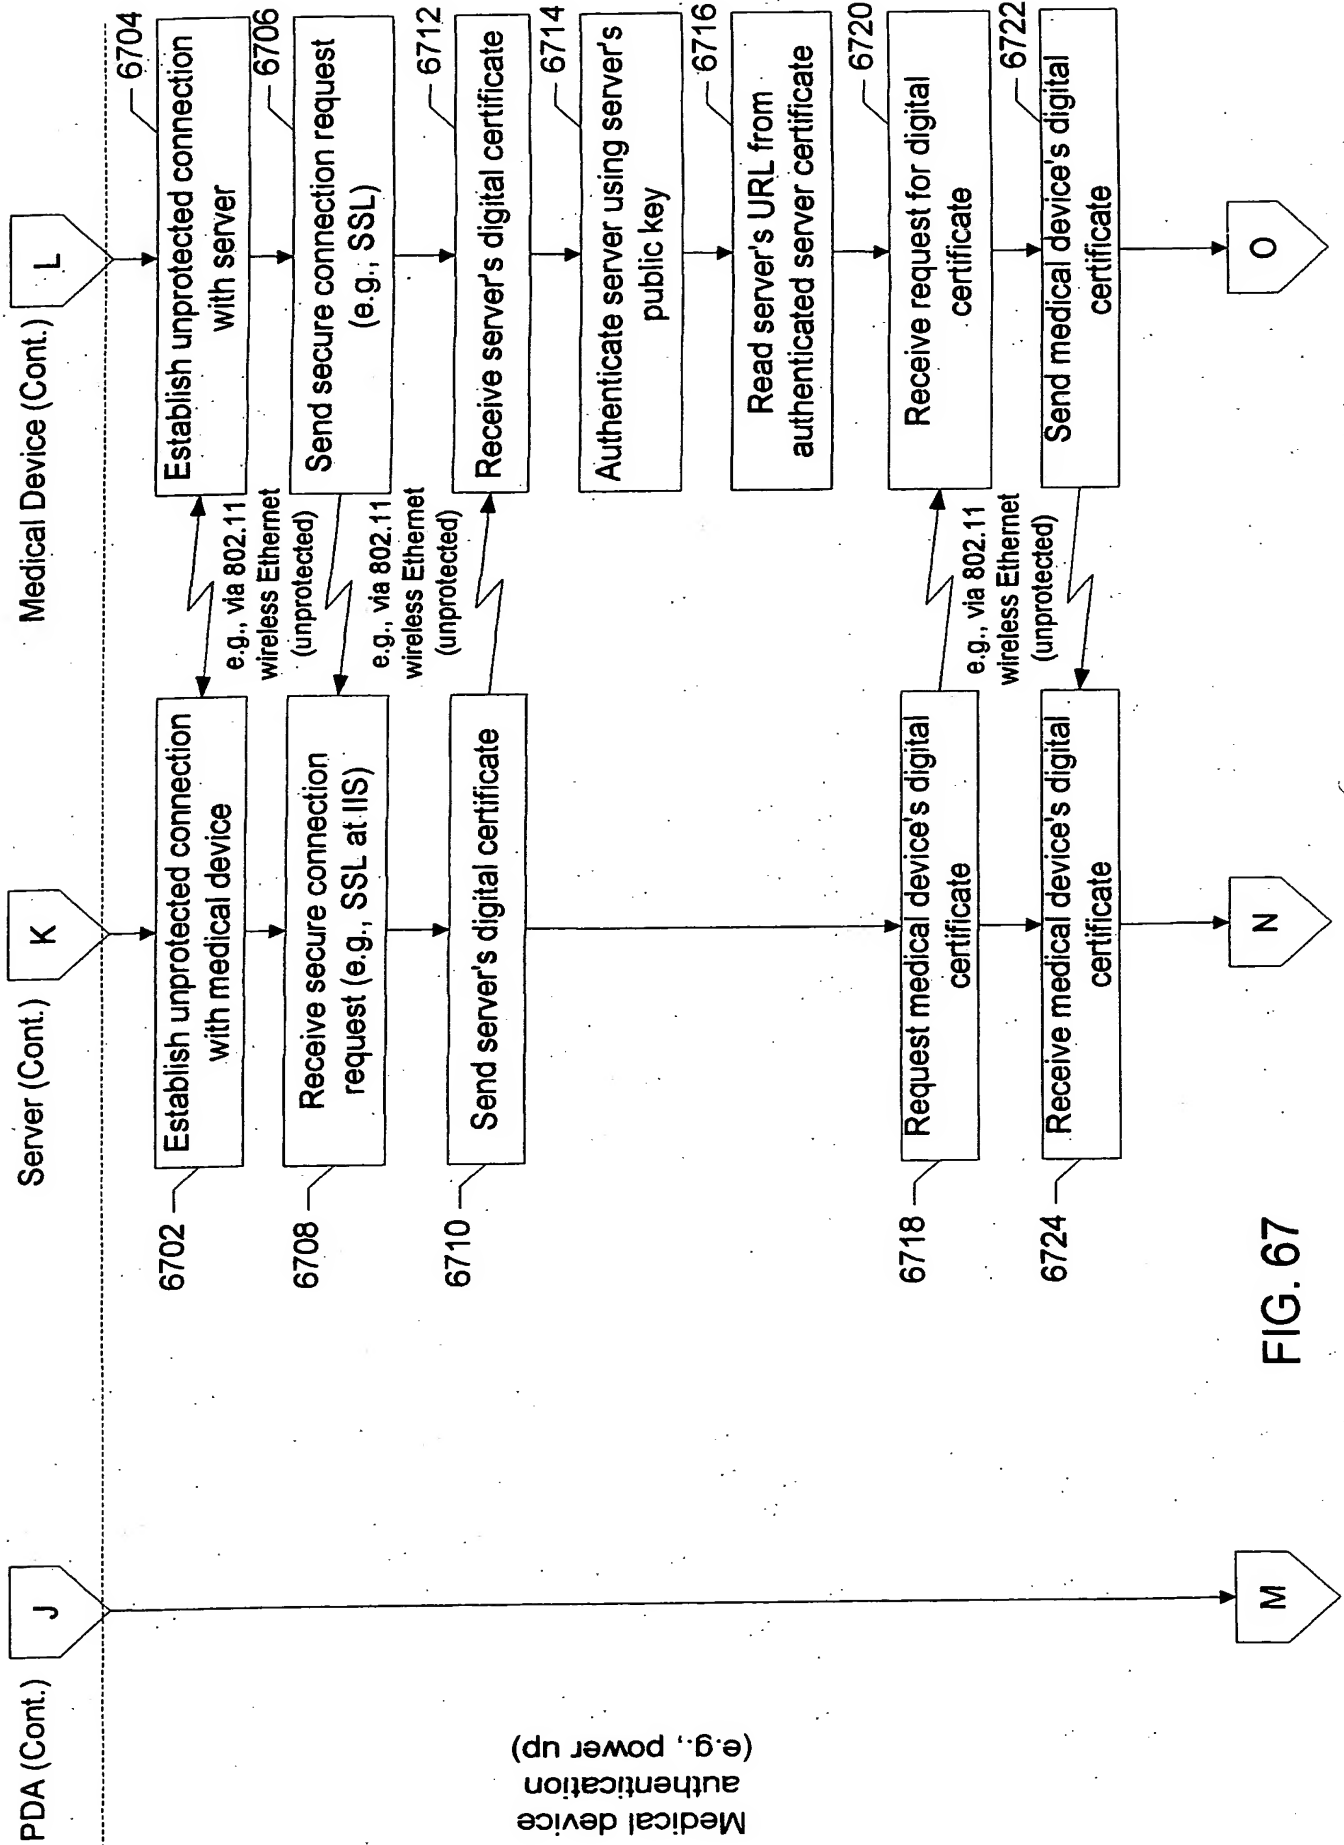 PDA (Cont.)
Server (Cont.)
Medical Device (Cont.)
J
K
L
Medical device
authentication
(e.g., power up)
6702
Establish unprotected connection
with medical device
6704
Establish unprotected connection
with server
e.g., via 802.11
wireless Ethernet
(unprotected)
6706
Send secure connection request
(e.g., SSL)
6708
Receive secure connection
request (e.g., SSL at IIS)
e.g., via 802.11
wireless Ethernet
(unprotected)
6710
Send server's digital certificate
6712
Receive server's digital certificate
6714
Authenticate server using server's
public key
6716
Read server's URL from
authenticated server certificate
6718
Request medical device's digital
certificate
6720
Receive request for digital
certificate
e.g., via 802.11
wireless Ethernet
(unprotected)
6722
Send medical device's digital
certificate
6724
Receive medical device's digital
certificate
M
N
O
FIG. 67